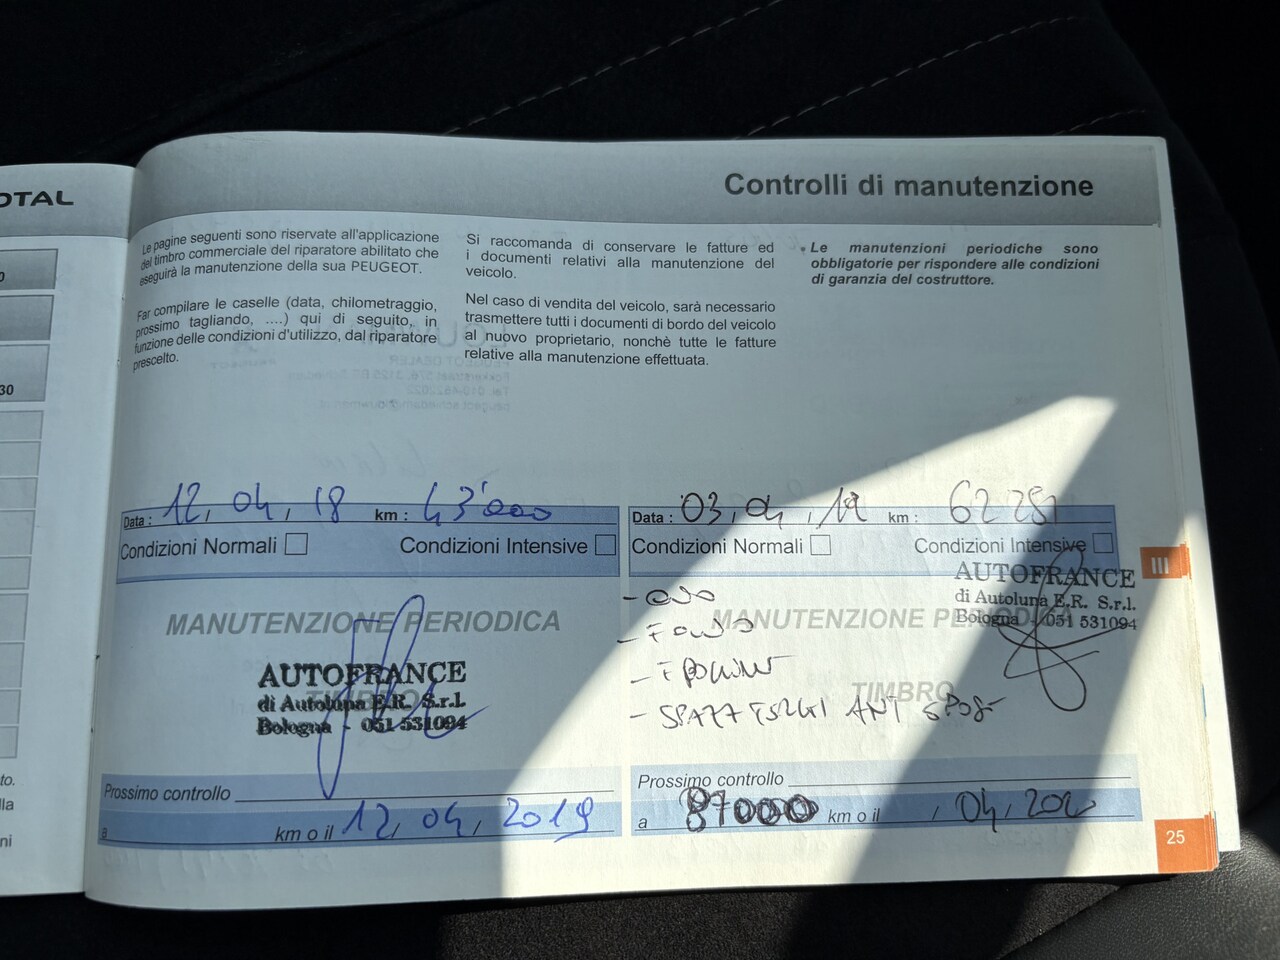 OTAL
Controlli di manutenzione
Le pagine seguenti sono riservate all'applicazione
del timbro commerciale del riparatore abilitato che
eseguirà la manutenzione della sua PEUGEOT.
Far compilare le caselle (data, chilometraggio,
prossimo tagliando, ....) qui di seguito, in
funzione delle condizioni d'utilizzo, dal riparatore
prescelto.
Si raccomanda di conservare le fatture ed
i documenti relativi alla manutenzione del
veicolo.
Nel caso di vendita del veicolo, sarà necessario
trasmettere tutti i documenti di bordo del veicolo
al nuovo proprietario, nonchè tutte le fatture
relative alla manutenzione effettuata.
• Le manutenzioni periodiche sono
obbligatorie per rispondere alle condizioni
di garanzia del costruttore.
0
30
to.
lla
ni
Data : 12, 04, 18 km : 43'000
Condizioni Normali Condizioni Intensive
MANUTENZIONE PERIODICA
AUTOFRANCE
TIMBRO
di Autoluna E.R. S.r.l.
Bologna - 051 531094
Prossimo controllo
a km o il 12, 04, 2019
Data : 03, 04, 19 km : 62251
Condizioni Normali Condizioni Intensive
AUTOFRANCE
di Autoluna E.R. S.r.l.
Bologna 051 531094
MANUTENZIONE PERIODICA
TIMBRO
Prossimo controllo
a 87000 km o il / 04,
III
25